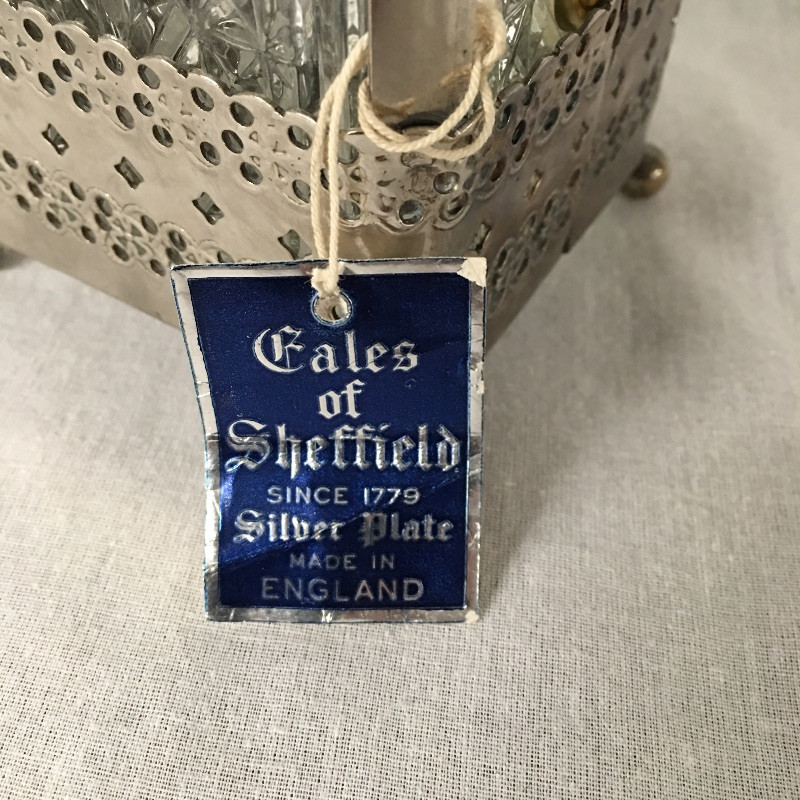 Eales
of
Sheffield
SINCE 1779
Silver Plate
MADE IN
ENGLAND